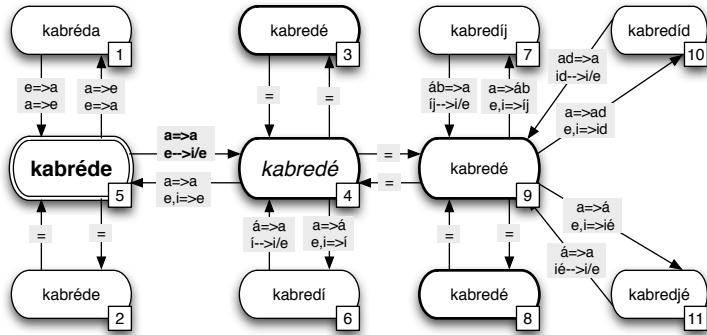 kabréda
1
kabredé
3
kabredíj
7
kabredíd
10
e=>a
a=>e
a=>e
e=>a
=
=
áb=>a
íj-->i/e
a=>áb
e,i=>íj
ad=>a
id-->i/e
a=>ad
e,i=>id
kabréde
5
a=>a
e-->i/e
a=>a
e,i=>e
kabredé
4
=
=
kabredé
9
=
=
á=>a
í-->i/e
a=>á
e,i=>í
=
=
a=>á
e,i=>ié
á=>a
ié-->i/e
kabréde
2
kabredí
6
kabredé
8
kabredjé
11